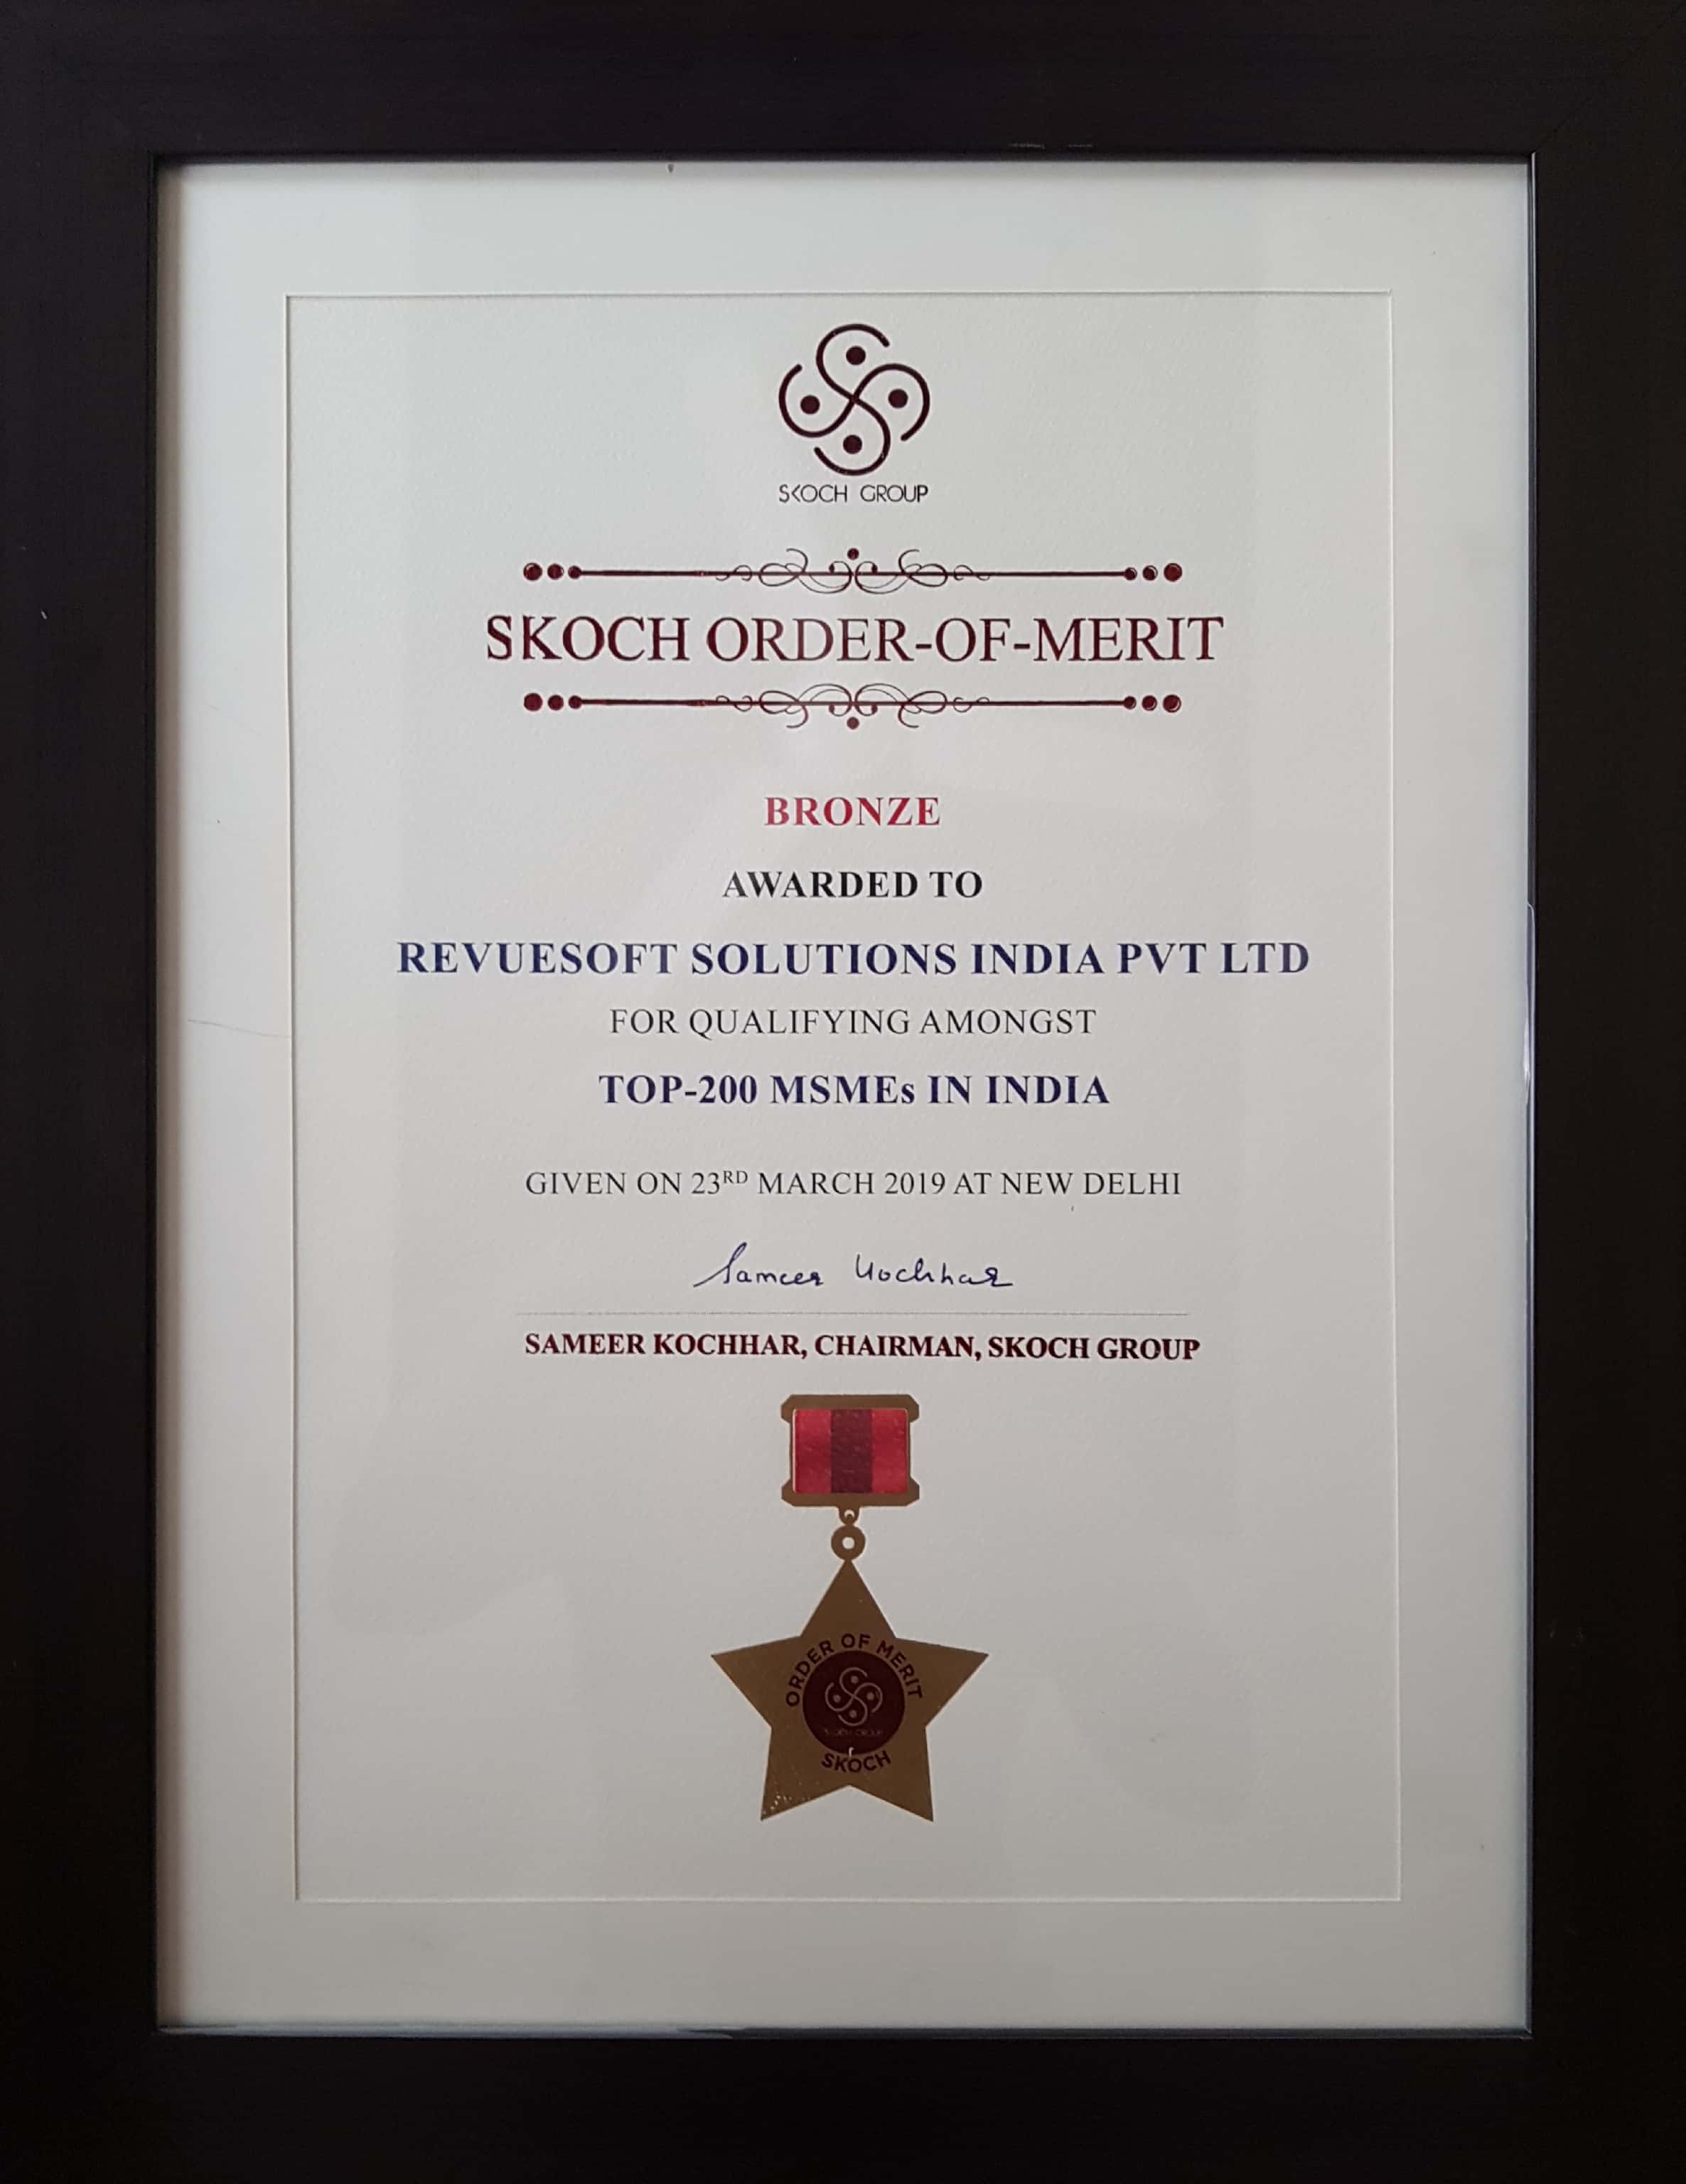 SKOCH GROUP
SKOCH ORDER-OF-MERIT
BRONZE
AWARDED TO
REVUESOFT SOLUTIONS INDIA PVT LTD
FOR QUALIFYING AMONGST
TOP-200 MSMEs IN INDIA
GIVEN ON 23RD MARCH 2019 AT NEW DELHI
Sameer Kochhar
SAMEER KOCHHAR, CHAIRMAN, SKOCH GROUP
ORDER OF MERIT
SKOCH GROUP
SKOCH